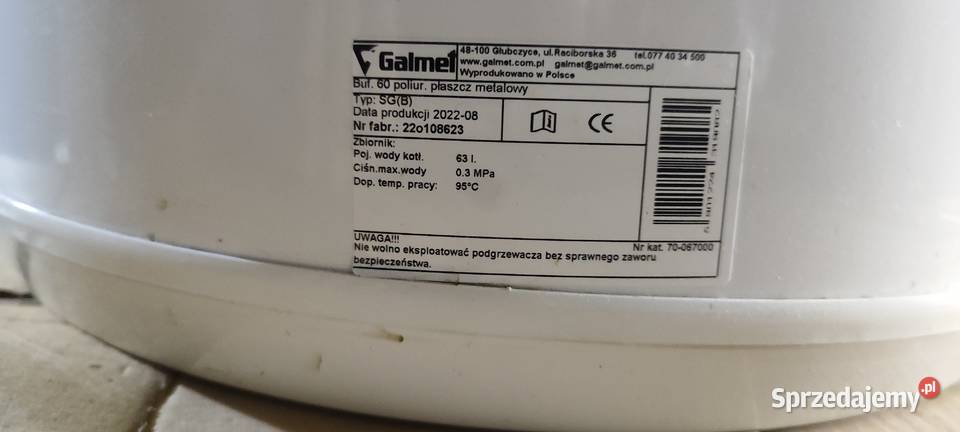 Galmet
48-100 Głubczyce, ul.Raciborska 36 tel.077 40 34 500
www.galmet.com.pl galmet@galmet.com.pl
Wyprodukowano w Polsce
Buf. 60 poliur. płaszcz metalowy
Typ: SG(B)
Data produkcji 2022-08
Nr fabr.: 22o108623
CE
Zbiornik:
Poj. wody kotł. 63 l.
Ciśn.max.wody 0.3 MPa
Dop. temp. pracy: 95°C
Nr kat. 70-067000
UWAGA!!!
Nie wolno eksploatować podgrzewacza bez sprawnego zaworu
bezpieczeństwa.
Sprzedajemy.pl